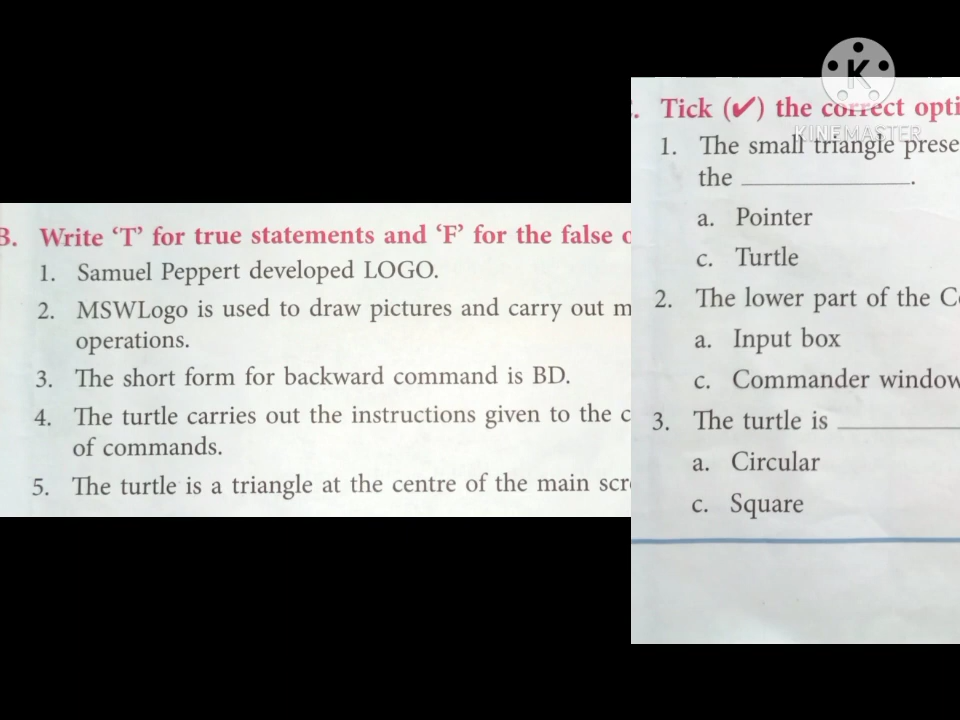 B. Write ‘T’ for true statements and ‘F’ for the false
1. Samuel Peppert developed LOGO.
2. MSWLogo is used to draw pictures and carry out m
operations.
3. The short form for backward command is BD.
4. The turtle carries out the instructions given to the c
of commands.
5. The turtle is a triangle at the centre of the main scr
Tick (✔) the correct opti
1. The small triangle prese
the ____________.
a. Pointer
c. Turtle
2. The lower part of the C
a. Input box
c. Commander window
3. The turtle is ____________
a. Circular
c. Square
K
KINEMASTER